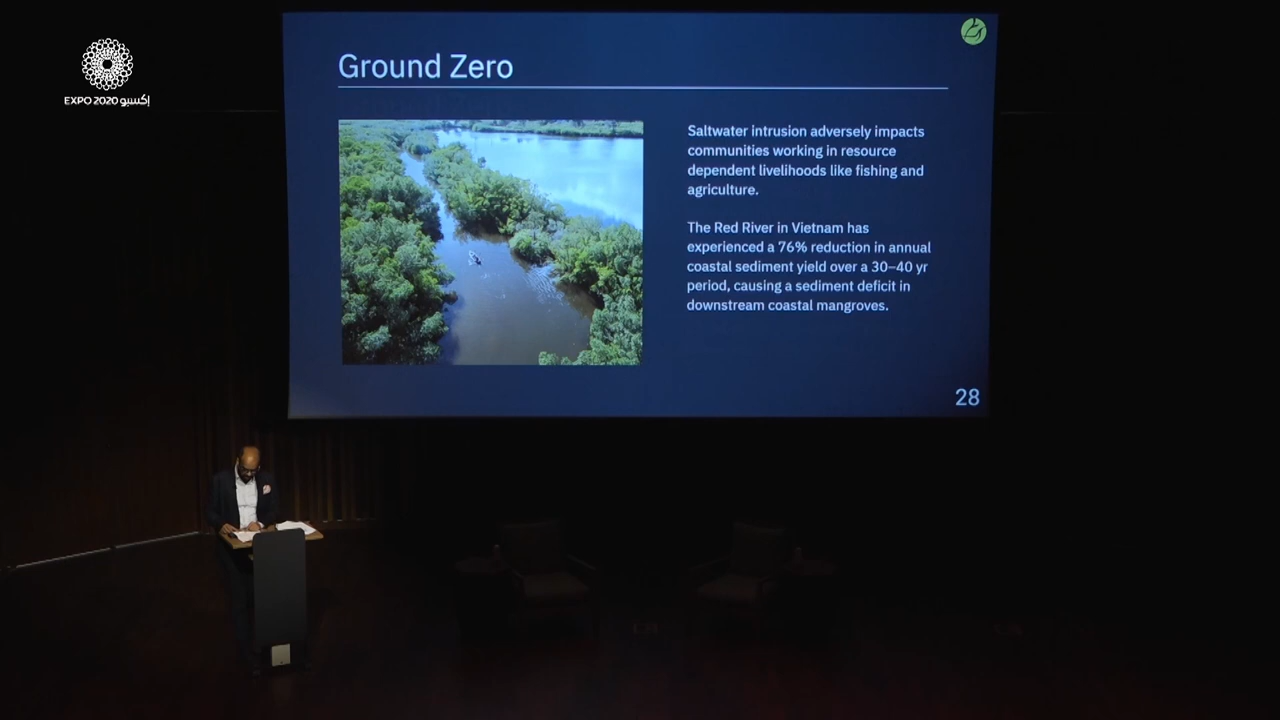 EXPO 2020 إكسبو
Ground Zero
Saltwater intrusion adversely impacts
communities working in resource
dependent livelihoods like fishing and
agriculture.
The Red River in Vietnam has
experienced a 76% reduction in annual
coastal sediment yield over a 30–40 yr
period, causing a sediment deficit in
downstream coastal mangroves.
28